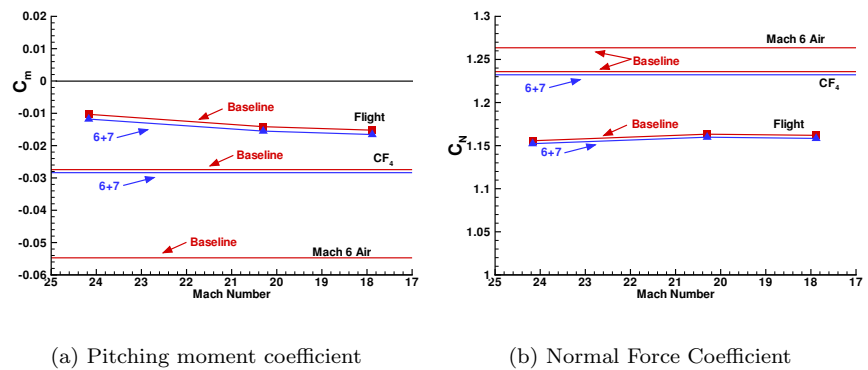 0.02
0.01
0
-0.01
-0.02
-0.03
-0.04
-0.05
-0.06
C_m
Baseline
Flight
6+7
Baseline
CF₄
6+7
Baseline
Mach 6 Air
25 24 23 22 21 20 19 18 17
Mach Number
(a) Pitching moment coefficient
1.3
1.25
1.2
1.15
1.1
1.05
1
C_N
Mach 6 Air
Baseline
6+7
CF₄
Baseline
Flight
6+7
25 24 23 22 21 20 19 18 17
Mach Number
(b) Normal Force Coefficient